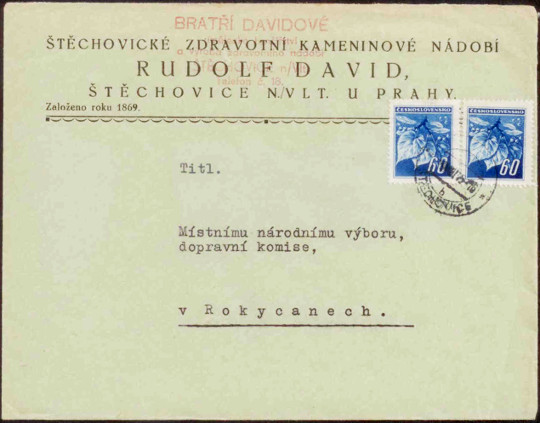 BRATŘÍ DAVIDOVÉ
ŠTĚCHOVICKÉ ZDRAVOTNÍ KAMENINOVÉ NÁDOBÍ
RUDOLF DAVID,
ŠTĚCHOVICE N/VLT. U PRAHY.
Založeno roku 1869.
ČESKOSLOVENSKO ČESKOSLOVENSKO
60 60
ŠTĚCHOVICE
Titl.
Místnímu národnímu výboru,
dopravní komise,
v Rokycanech.